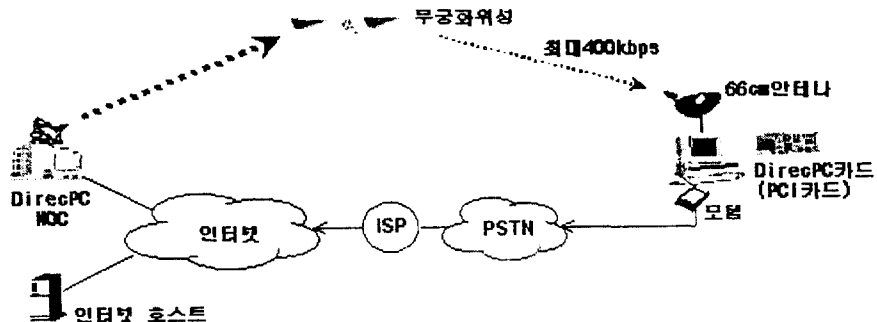 무궁화위성
최대400kbps
66cm안테나
DirecPC카드
(PCI카드)
모뎀
DirecPC
NOC
인터넷
ISP
PSTN
인터넷 호스트